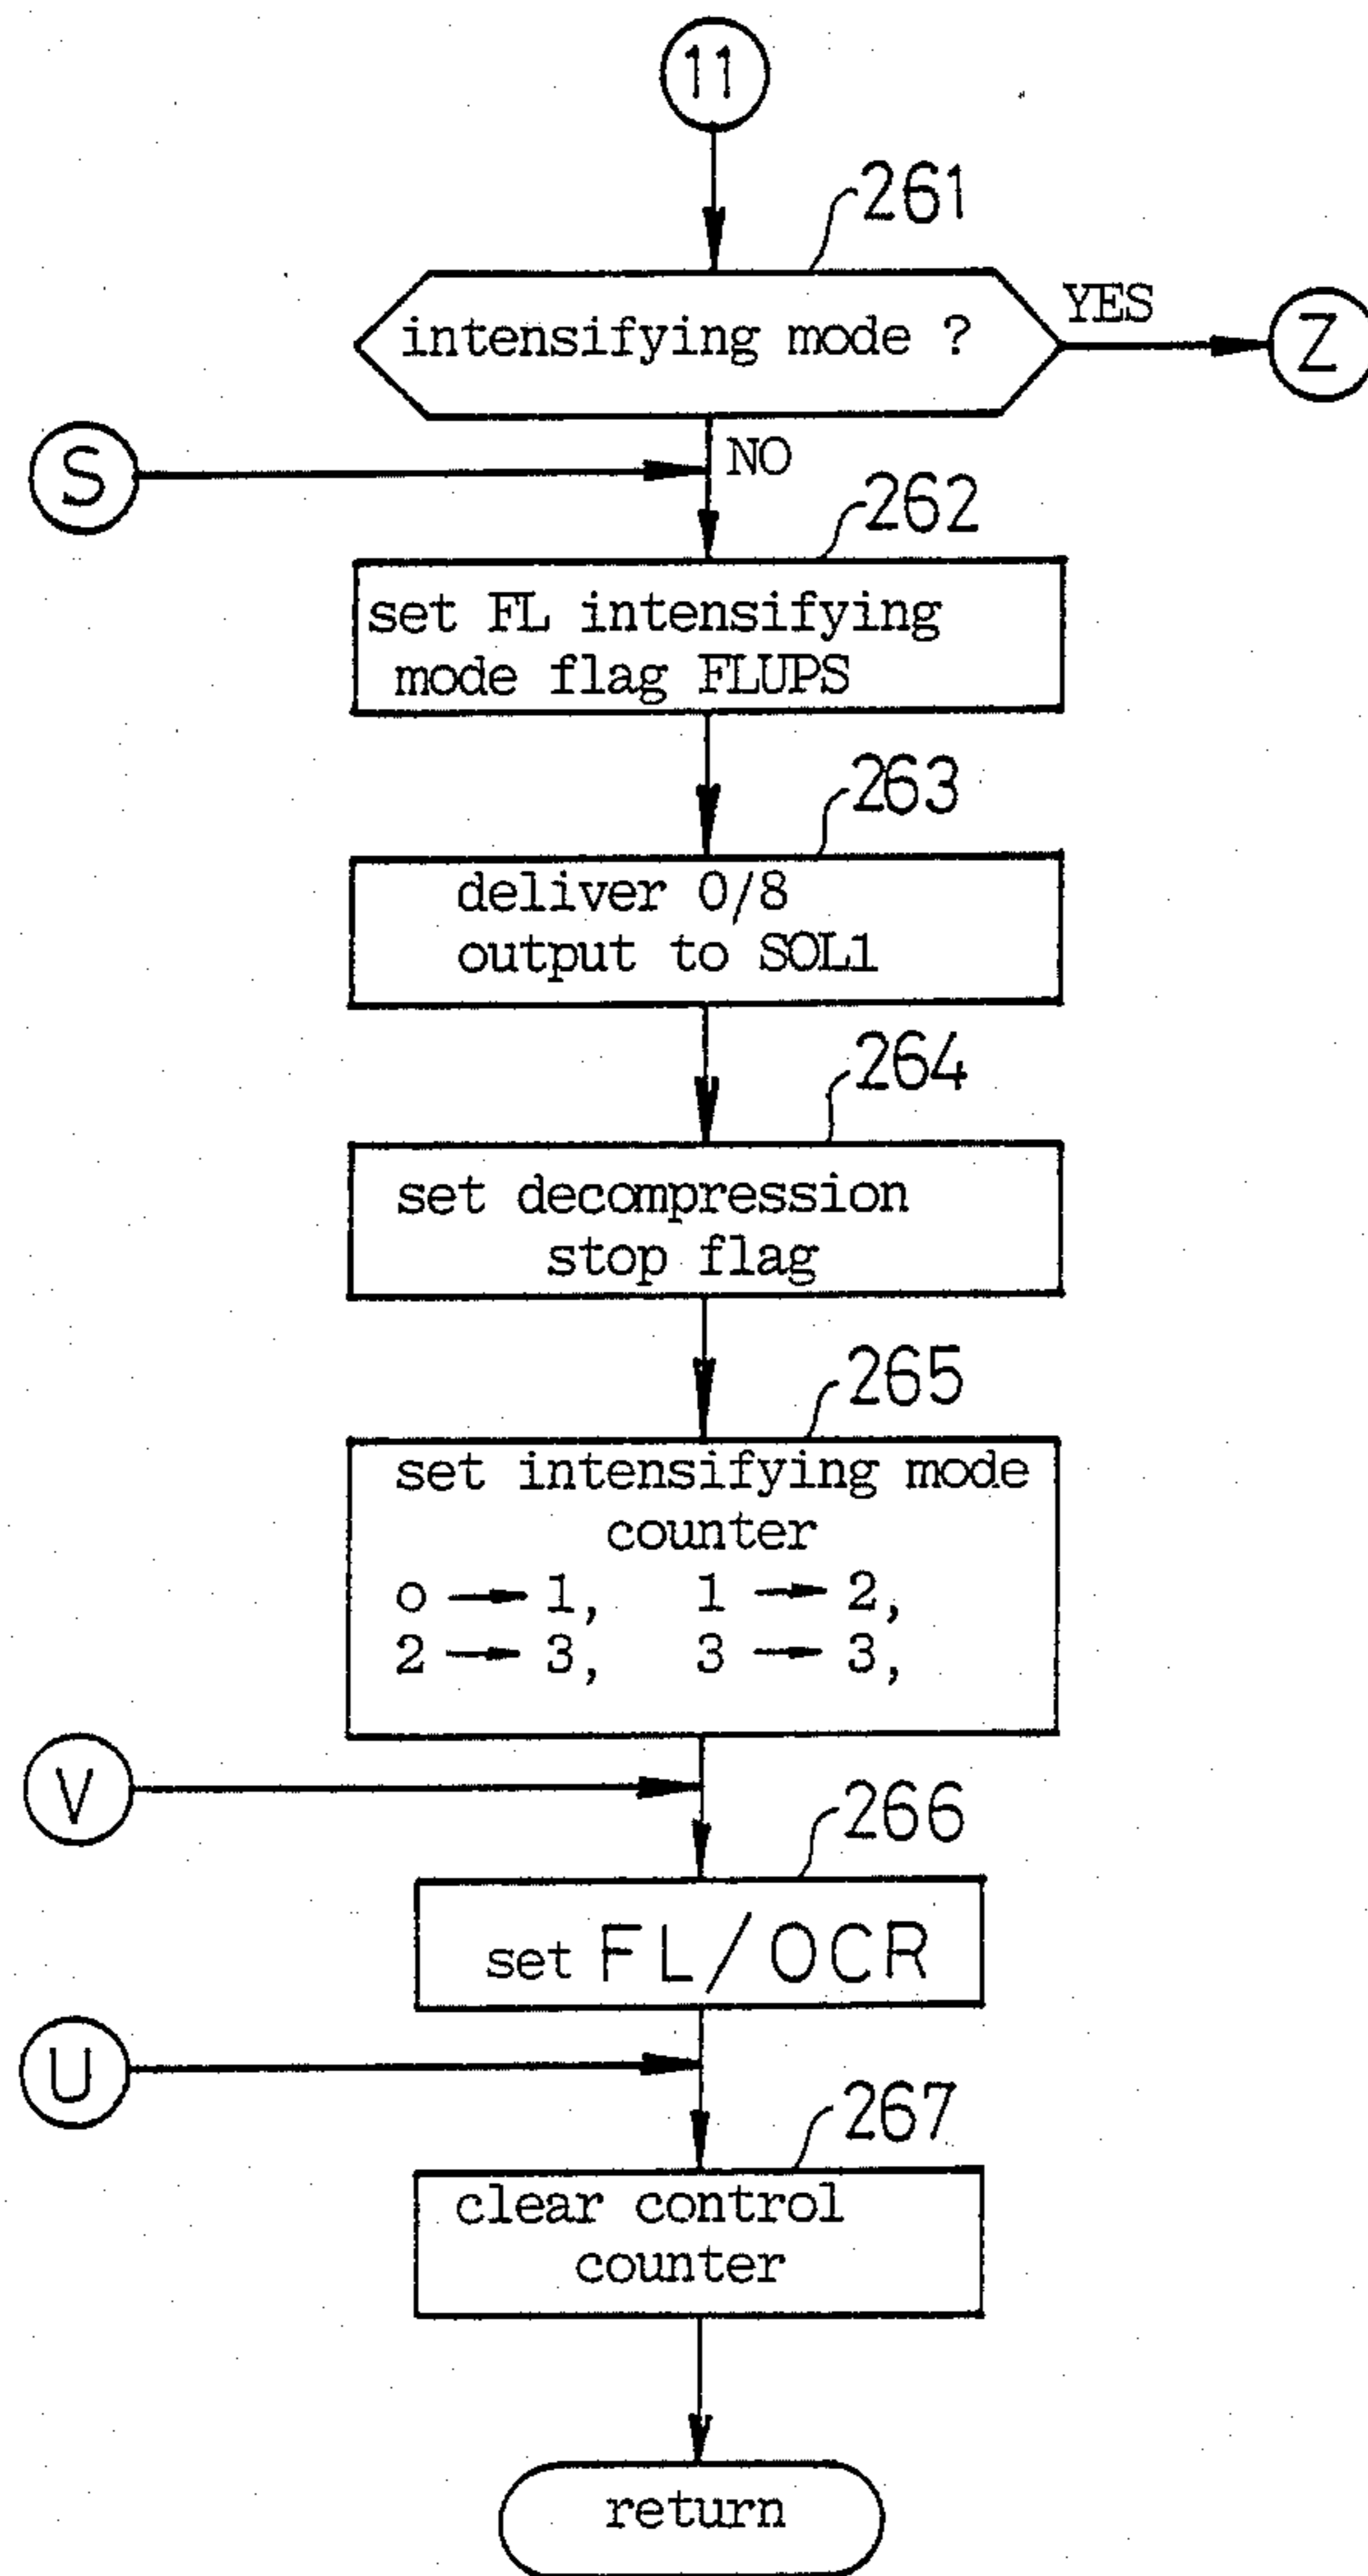 11
261
intensifying mode ?
YES
Z
S
NO
262
set FL intensifying
mode flag FLUPS
263
deliver 0/8
output to SOL1
264
set decompression
stop flag
265
set intensifying mode
counter
o → 1, 1 → 2,
2 → 3, 3 → 3,
V
266
set FL/OCR
U
267
clear control
counter
return